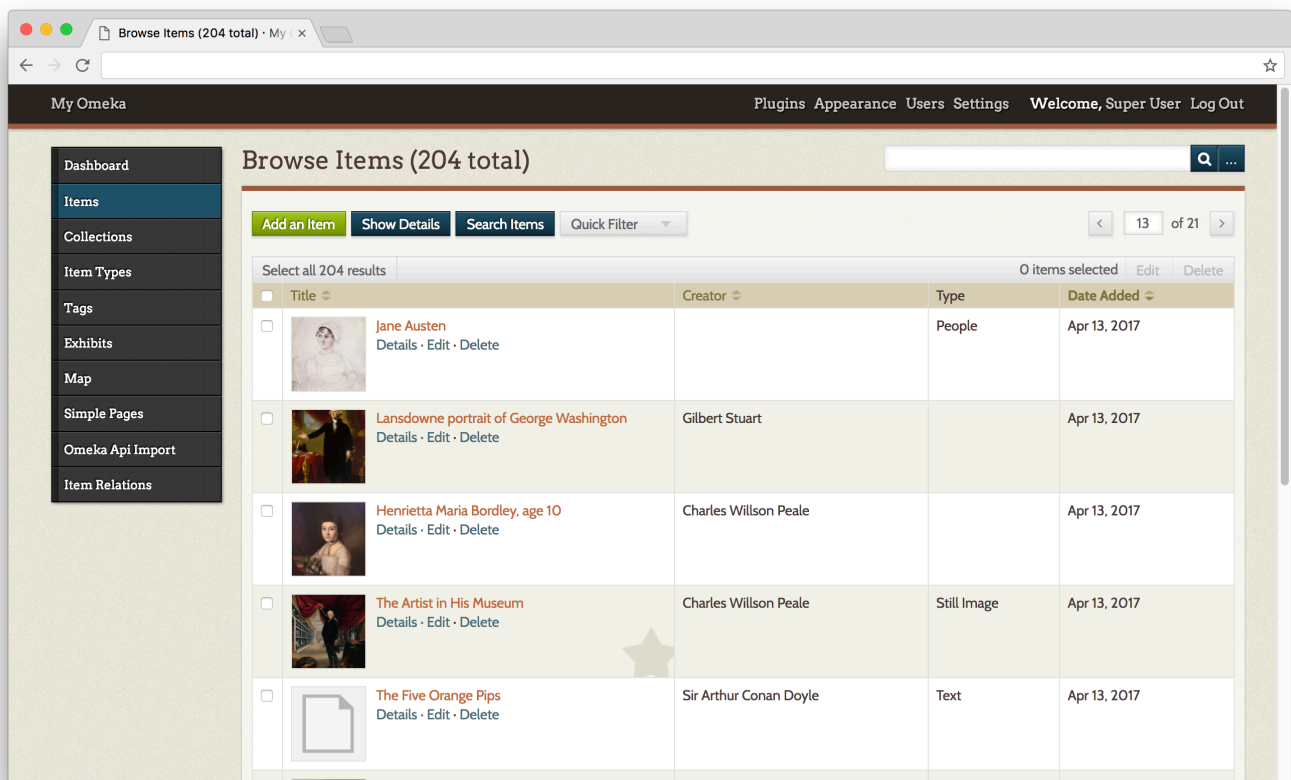 Browse Items (204 total) · My
My Omeka
Plugins Appearance Users Settings Welcome, Super User Log Out
Dashboard
Items
Collections
Item Types
Tags
Exhibits
Map
Simple Pages
Omeka Api Import
Item Relations
Browse Items (204 total)
...
Add an Item Show Details Search Items Quick Filter
13 of 21
Select all 204 results 0 items selected Edit Delete
Title Creator Type Date Added
Jane Austen People Apr 13, 2017
Details · Edit · Delete
Lansdowne portrait of George Washington Gilbert Stuart Apr 13, 2017
Details · Edit · Delete
Henrietta Maria Bordley, age 10 Charles Willson Peale Apr 13, 2017
Details · Edit · Delete
The Artist in His Museum Charles Willson Peale Still Image Apr 13, 2017
Details · Edit · Delete
The Five Orange Pips Sir Arthur Conan Doyle Text Apr 13, 2017
Details · Edit · Delete